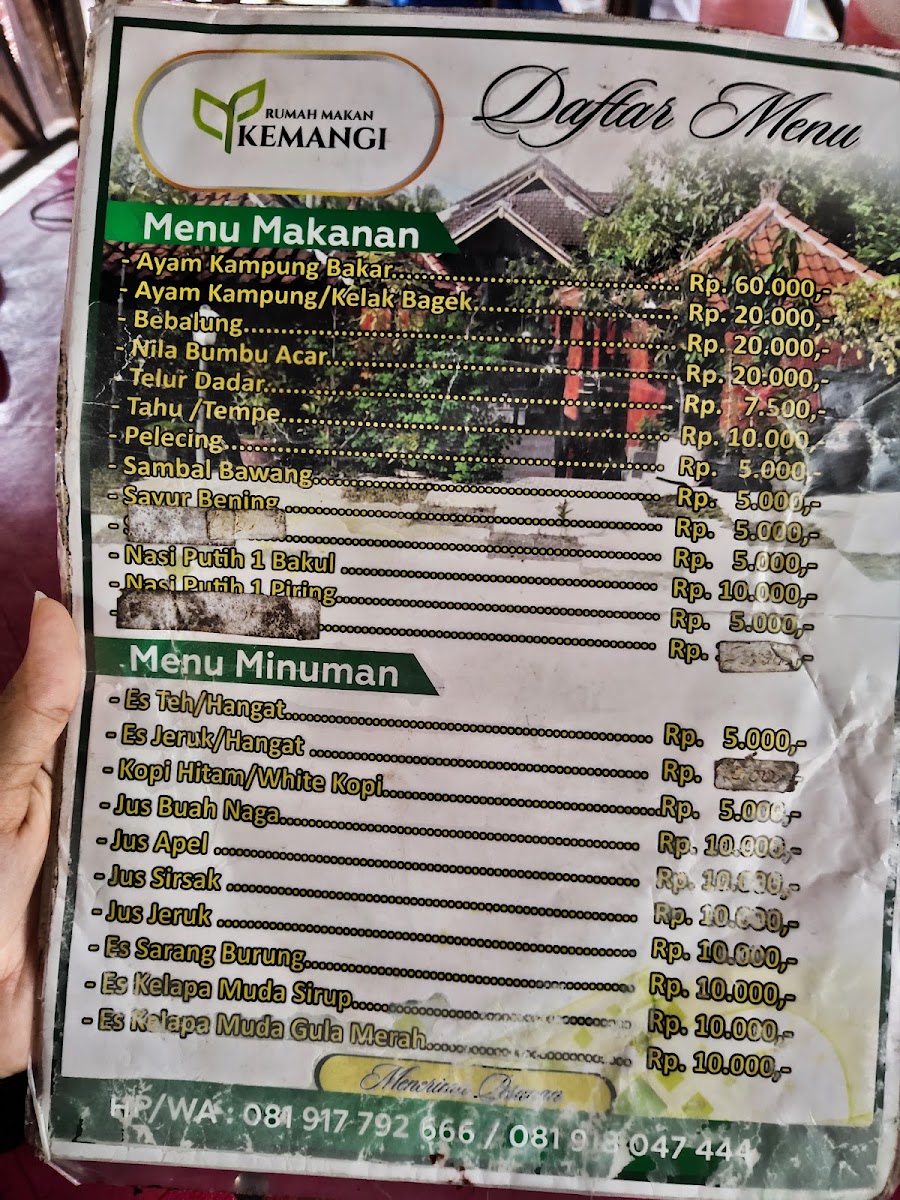 RUMAH MAKAN
KEMANGI
Daftar Menu
Menu Makanan
- Ayam Kampung Bakar........ Rp. 60.000,-
- Ayam Kampung/Kelak Bagek........ Rp. 20.000,-
- Bebalung........ Rp. 20.000,-
- Nila Bumbu Acar........ Rp. 20.000,-
- Telur Dadar........ Rp. 7.500,-
- Tahu /Tempe........ Rp. 10.000,-
- Pelecing........ Rp. 5.000,-
- Sambal Bawang........ Rp. 5.000,-
- Sayur Bening........ Rp. 5.000,-
- ........ Rp. 5.000,-
- Nasi Putih 1 Bakul ........ Rp. 10.000,-
- Nasi Putih 1 Piring........ Rp. 5.000,-
- ........ Rp. ,-
Menu Minuman
- Es Teh/Hangat........ Rp. 5.000,-
- Es Jeruk/Hangat ........ Rp. ,-
- Kopi Hitam/White Kopi........ Rp. 5.000,-
- Jus Buah Naga........ Rp. 10.000,-
- Jus Apel ........ Rp. 10.000,-
- Jus Sirsak ........ Rp. 10.000,-
- Jus Jeruk ........ Rp. 10.000,-
- Es Sarang Burung........ Rp. 10.000,-
- Es Kelapa Muda Sirup........ Rp. 10.000,-
- Es Kelapa Muda Gula Merah........ Rp. 10.000,-
Menerima Pesanan
HP/WA : 081 917 792 666 / 081 918 047 444